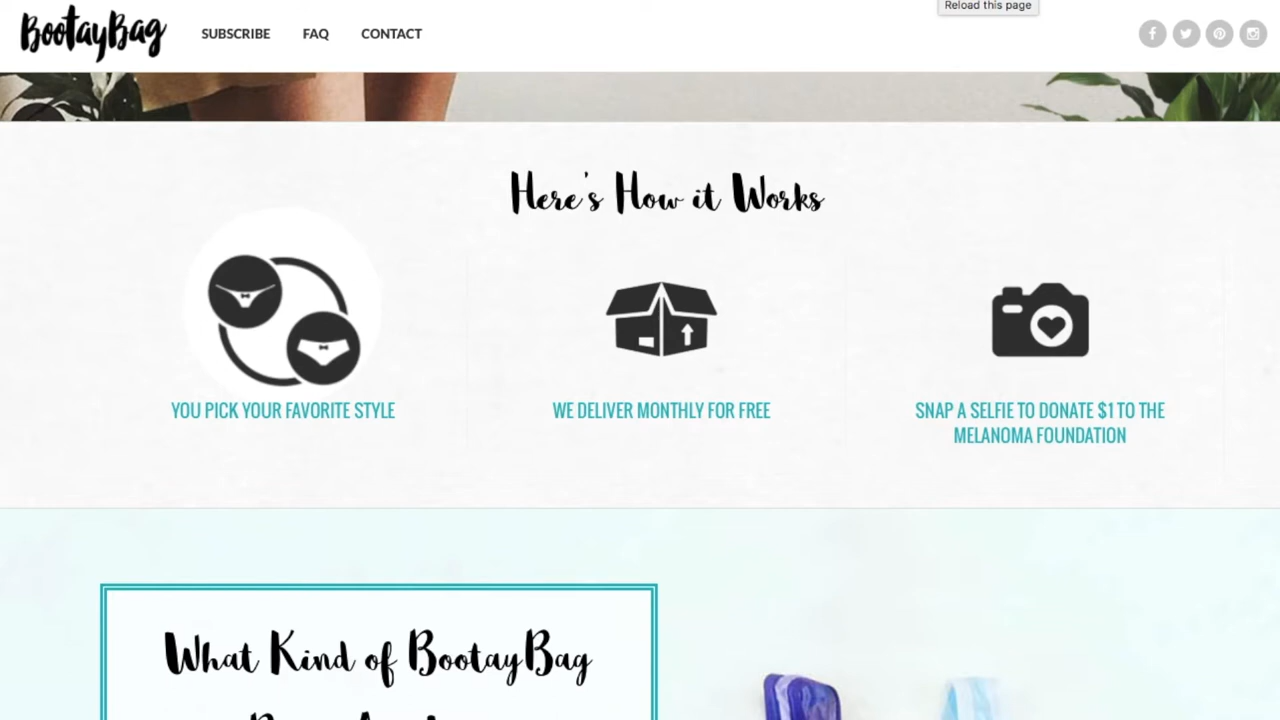 Reload this page
BootayBag
SUBSCRIBE FAQ CONTACT
Here's How it Works
YOU PICK YOUR FAVORITE STYLE
WE DELIVER MONTHLY FOR FREE
SNAP A SELFIE TO DONATE $1 TO THE
MELANOMA FOUNDATION
What Kind of BootayBag